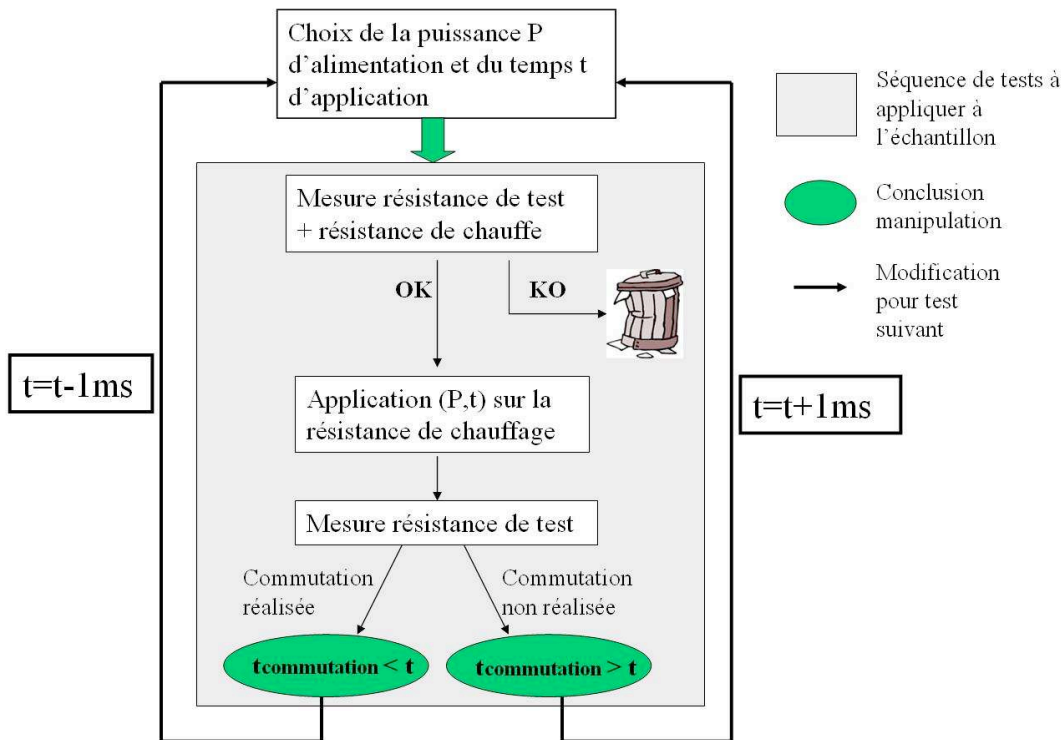 Choix de la puissance P
d'alimentation et du temps t
d'application
Séquence de tests à
appliquer à
l'échantillon
Mesure résistance de test
+ résistance de chauffe
Conclusion
manipulation
OK
KO
Modification
pour test
suivant
t=t-1ms
t=t+1ms
Application (P,t) sur la
résistance de chauffage
Mesure résistance de test
Commutation
réalisée
Commutation
non réalisée
tcommutation < t
tcommutation > t